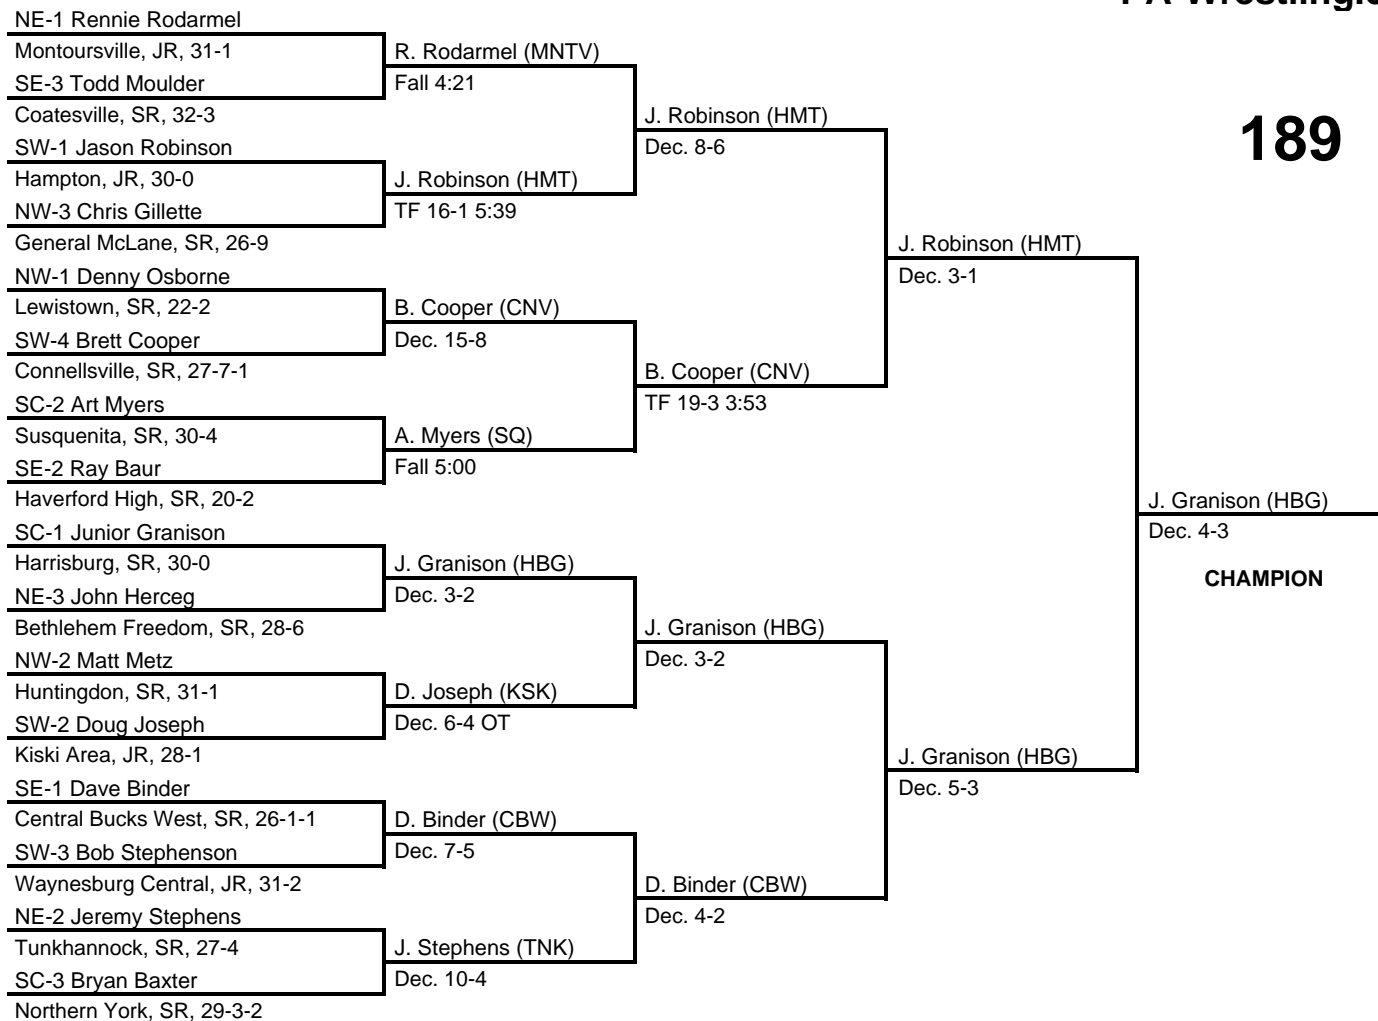 NE-1 Rennie Rodarmel
Montoursville, JR, 31-1
SE-3 Todd Moulder
Coatesville, SR, 32-3
SW-1 Jason Robinson
Hampton, JR, 30-0
NW-3 Chris Gillette
General McLane, SR, 26-9
NW-1 Denny Osborne
Lewistown, SR, 22-2
SW-4 Brett Cooper
Connellsville, SR, 27-7-1
SC-2 Art Myers
Susquenita, SR, 30-4
SE-2 Ray Baur
Haverford High, SR, 20-2
SC-1 Junior Granison
Harrisburg, SR, 30-0
NE-3 John Herceg
Bethlehem Freedom, SR, 28-6
NW-2 Matt Metz
Huntingdon, SR, 31-1
SW-2 Doug Joseph
Kiski Area, JR, 28-1
SE-1 Dave Binder
Central Bucks West, SR, 26-1-1
SW-3 Bob Stephenson
Waynesburg Central, JR, 31-2
NE-2 Jeremy Stephens
Tunkhannock, SR, 27-4
SC-3 Bryan Baxter
Northern York, SR, 29-3-2
R. Rodarmel (MNTV)
Fall 4:21
J. Robinson (HMT)
TF 16-1 5:39
B. Cooper (CNV)
Dec. 15-8
A. Myers (SQ)
Fall 5:00
J. Granison (HBG)
Dec. 3-2
D. Joseph (KSK)
Dec. 6-4 OT
D. Binder (CBW)
Dec. 7-5
J. Stephens (TNK)
Dec. 10-4
J. Robinson (HMT)
Dec. 8-6
B. Cooper (CNV)
TF 19-3 3:53
J. Granison (HBG)
Dec. 3-2
D. Binder (CBW)
Dec. 4-2
J. Robinson (HMT)
Dec. 3-1
J. Granison (HBG)
Dec. 5-3
189
J. Granison (HBG)
Dec. 4-3
CHAMPION